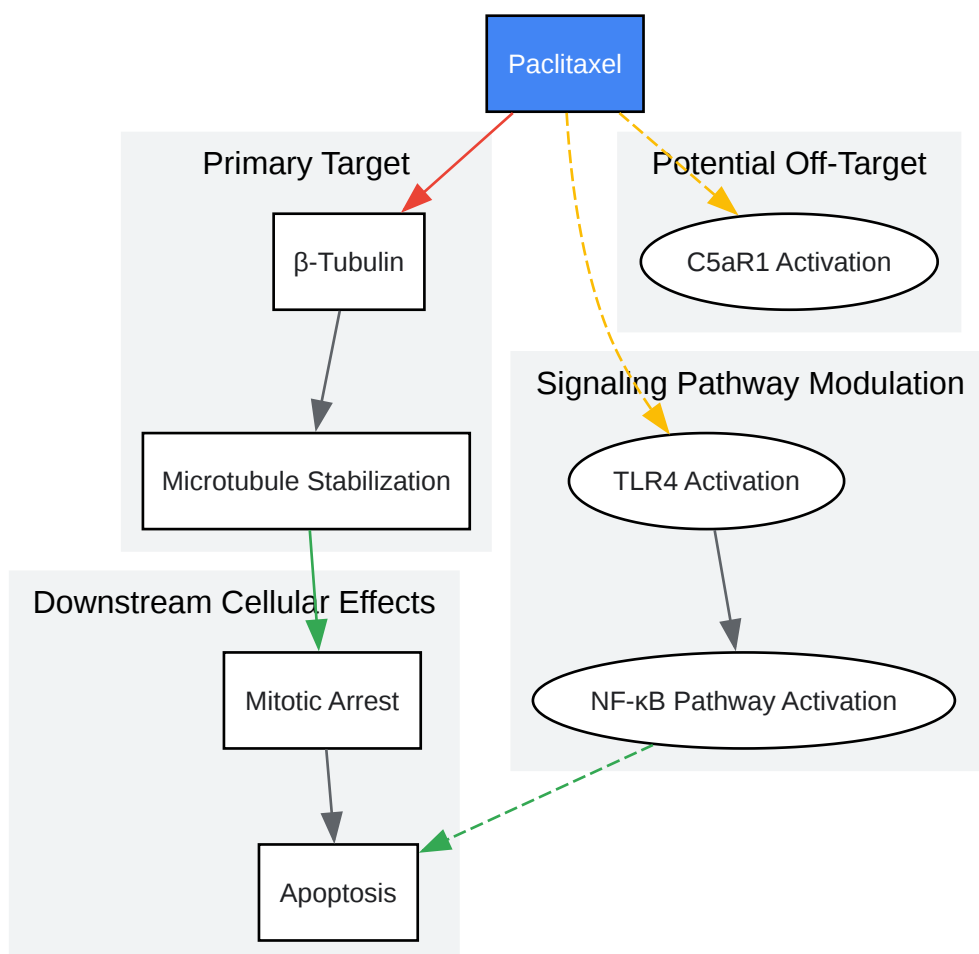 Paclitaxel
Primary Target
Potential Off-Target
β-Tubulin
C5aR1 Activation
Signaling Pathway Modulation
Microtubule Stabilization
TLR4 Activation
Downstream Cellular Effects
Mitotic Arrest
NF-κB Pathway Activation
Apoptosis